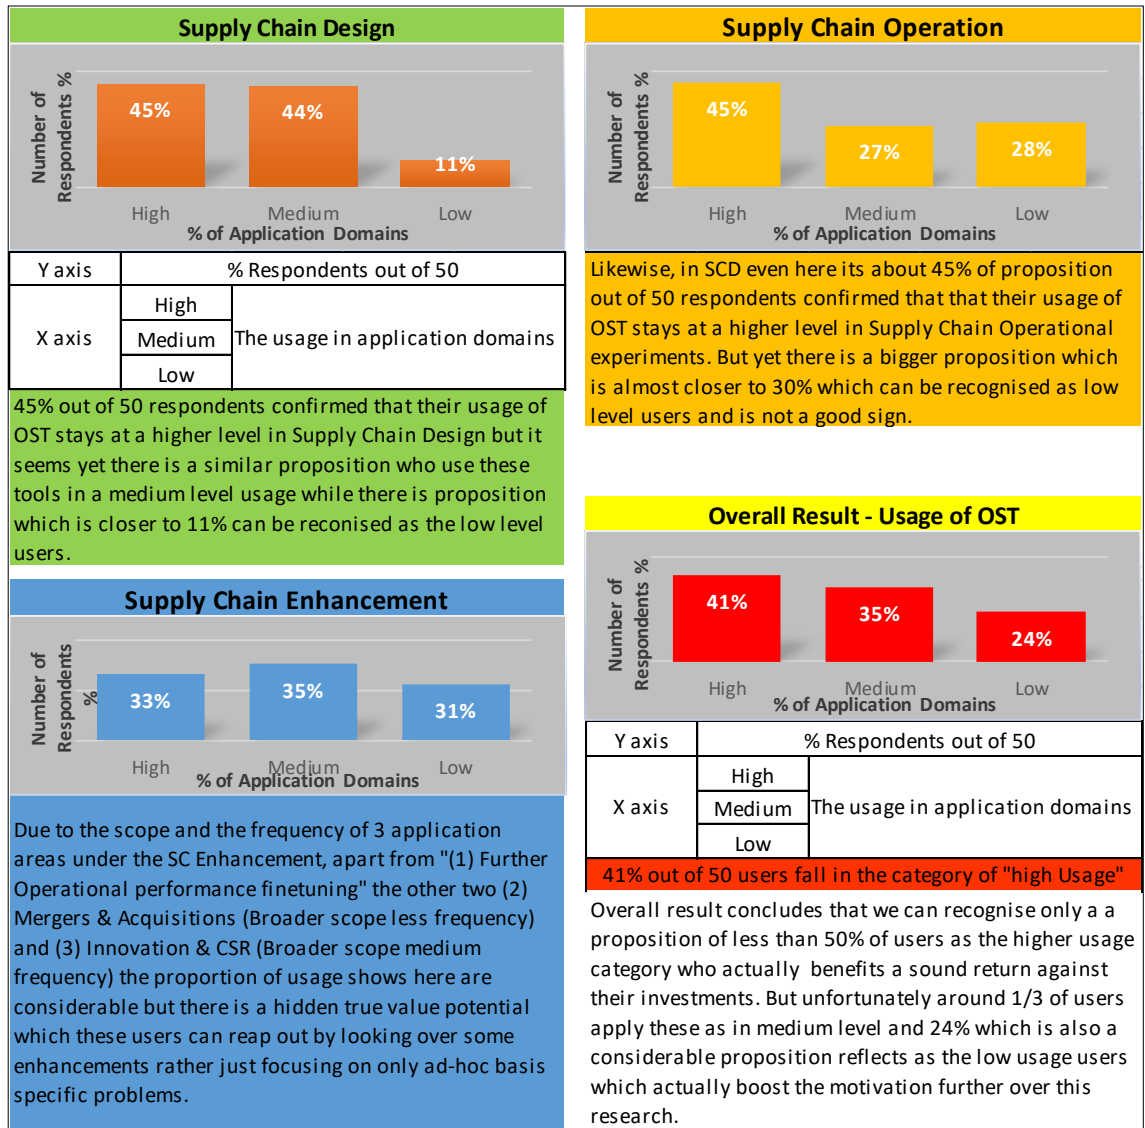 Supply Chain Design
Number of
Respondents %
45%
44%
11%
High
Medium
Low
% of Application Domains
Y axis
% Respondents out of 50
X axis
High
Medium
Low
The usage in application domains
45% out of 50 respondents confirmed that their usage of
OST stays at a higher level in Supply Chain Design but it
seems yet there is a similar proposition who use these
tools in a medium level usage while there is proposition
which is closer to 11% can be reconised as the low level
users.
Supply Chain Enhancement
Number of
Respondents
%
33%
35%
31%
High
Medium
Low
% of Application Domains
Due to the scope and the frequency of 3 application
areas under the SC Enhancement, apart from "(1) Further
Operational performance finetuning" the other two (2)
Mergers & Acquisitions (Broader scope less frequency)
and (3) Innovation & CSR (Broader scope medium
frequency) the proportion of usage shows here are
considerable but there is a hidden true value potential
which these users can reap out by looking over some
enhancements rather just focusing on only ad-hoc basis
specific problems.
Supply Chain Operation
Number of
Respondents %
45%
27%
28%
High
Medium
Low
% of Application Domains
Likewise, in SCD even here its about 45% of proposition
out of 50 respondents confirmed that that their usage of
OST stays at a higher level in Supply Chain Operational
experiments. But yet there is a bigger proposition which
is almost closer to 30% which can be recognised as low
level users and is not a good sign.
Overall Result - Usage of OST
Number of
Respondents %
41%
35%
24%
High
Medium
Low
% of Application Domains
Y axis
% Respondents out of 50
X axis
High
Medium
Low
The usage in application domains
41% out of 50 users fall in the category of "high Usage"
Overall result concludes that we can recognise only a a
proposition of less than 50% of users as the higher usage
category who actually benefits a sound return against
their investments. But unfortunately around 1/3 of users
apply these as in medium level and 24% which is also a
considerable proposition reflects as the low usage users
which actually boost the motivation further over this
research.